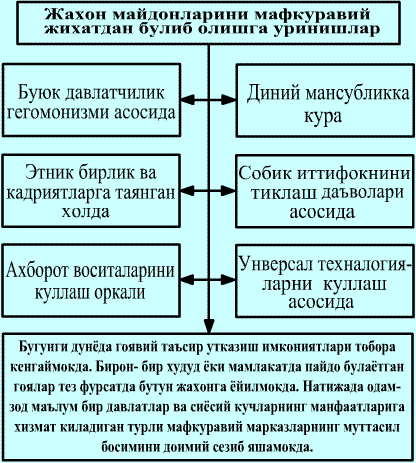 Жахон майдонларини мафкуравий
жихатдан булиб олишга уринишлар
Буюк давлатчилик
гегомонизми асосида
Диний мансубликка
кура
Этник бирлик ва
кадриятларга таянган
холда
Собик иттифокнини
тиклаш даъволари
асосида
Ахборот воситаларини
куллаш оркали
Унверсал техналогия-
ларни куллаш
асосида
Бугунги дунёда гоявий таъсир утказиш имкониятлари тобора
кенгаймокда. Бирон- бир худуд ёки мамлакатда пайдо булаётган
гоялар тез фурсатда бутун жахонга ёйилмокда. Натижада одам-
зод маълум бир давлатлар ва сиёсий кучларнинг манфаатларига
хизмат киладиган турли мафкуравий марказларнинг муттасил
босимини доимий сезиб яшамокда.